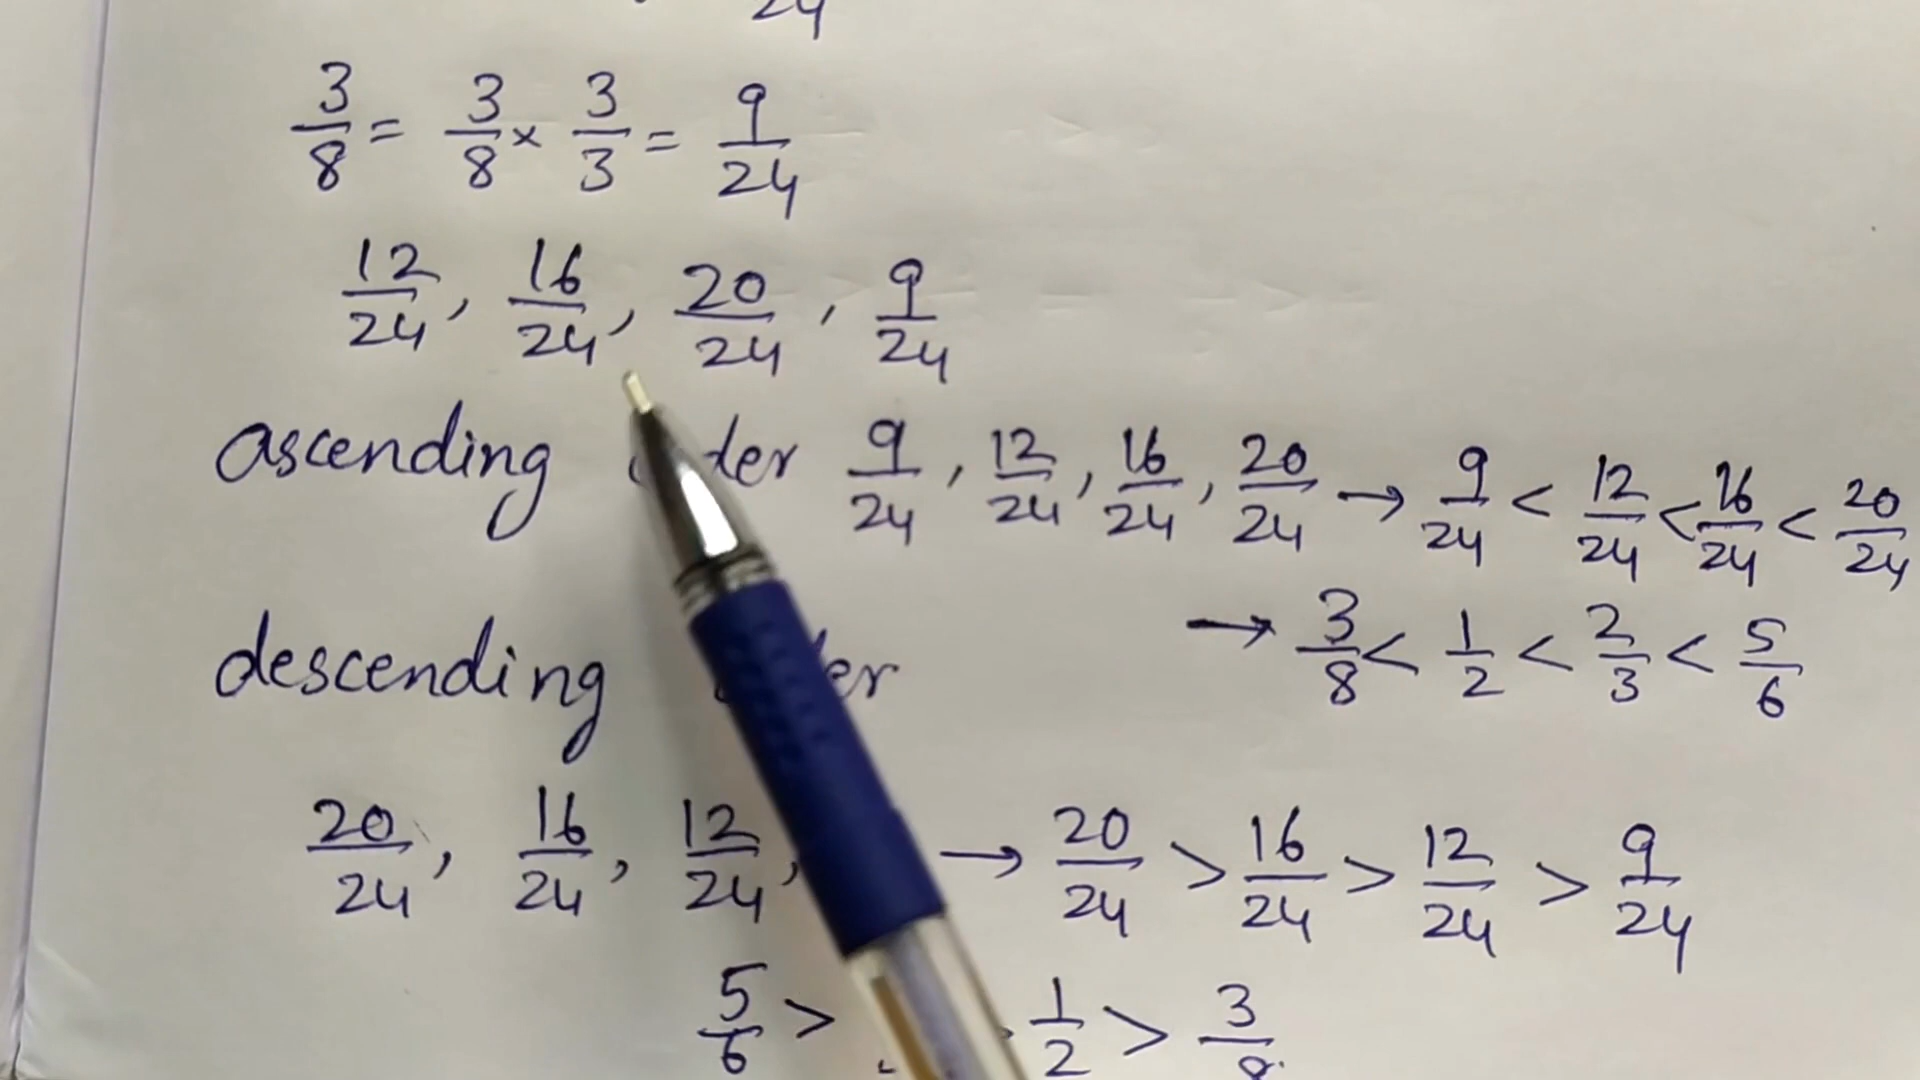 24
3/8 = 3/8 × 3/3 = 9/24
12/24, 16/24, 20/24, 9/24
ascending 9/24, 12/24, 16/24, 20/24 → 9/24 < 12/24 < 16/24 < 20/24
→ 3/8 < 1/2 < 2/3 < 5/6
descending
20/24, 16/24, 12/24, → 20/24 > 16/24 > 12/24 > 9/24
5/6 > 1/2 > 3/8